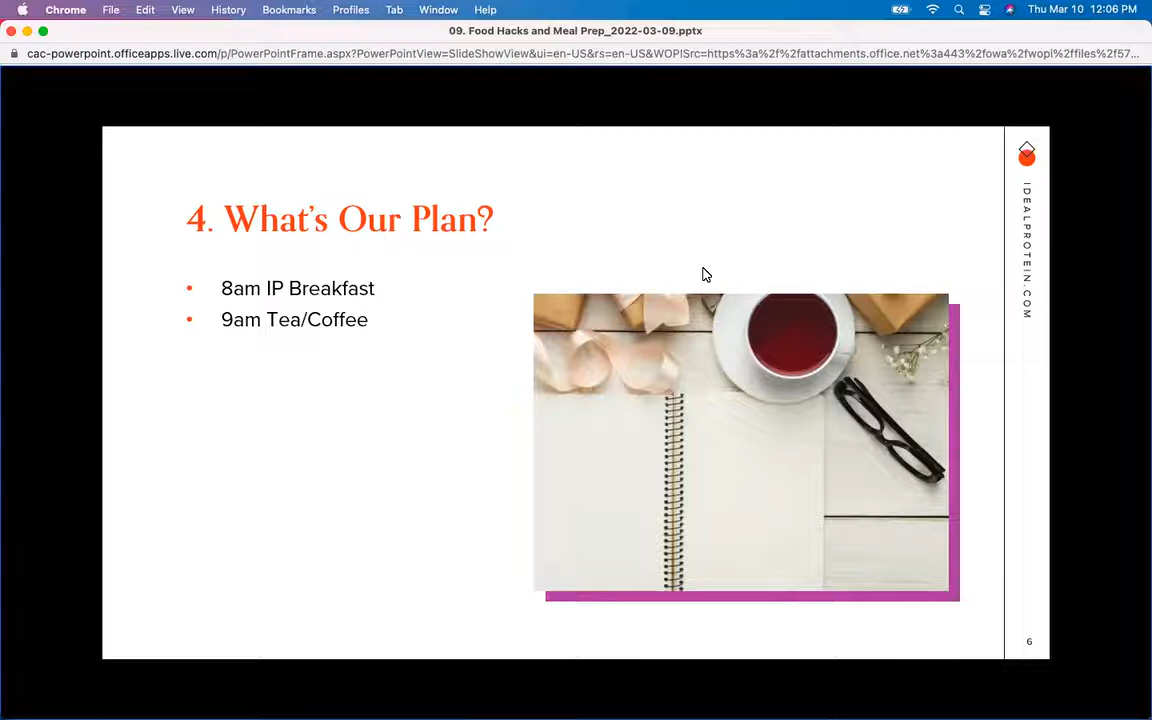 Chrome File Edit View History Bookmarks Profiles Tab Window Help Thu Mar 10 12:06 PM
09. Food Hacks and Meal Prep_2022-03-09.pptx
cac-powerpoint.officeapps.live.com/p/PowerPointFrame.aspx?PowerPointView=SlideShowView&ui=en-US&rs=en-US&WOPISrc=https%3a%2f%2fattachments.office.net%3a443%2fowa%2fwopi%2ffiles%2f57...
4. What's Our Plan?
• 8am IP Breakfast
• 9am Tea/Coffee
IDEALPROTEIN.COM
6